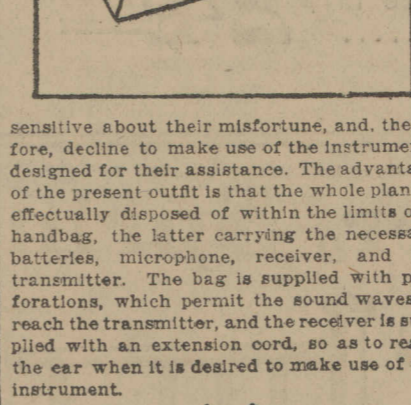 sensitive about their misfortune, and, the
fore, decline to make use of the instrume
designed for their assistance. The advanta
of the present outfit is that the whole plan
effectually disposed of within the limits o
handbag, the latter carrying the necessa
batteries, microphone, receiver, and
transmitter. The bag is supplied with p
forations, which permit the sound waves
reach the transmitter, and the receiver is s
plied with an extension cord, so as to rea
the ear when it is desired to make use of
instrument.